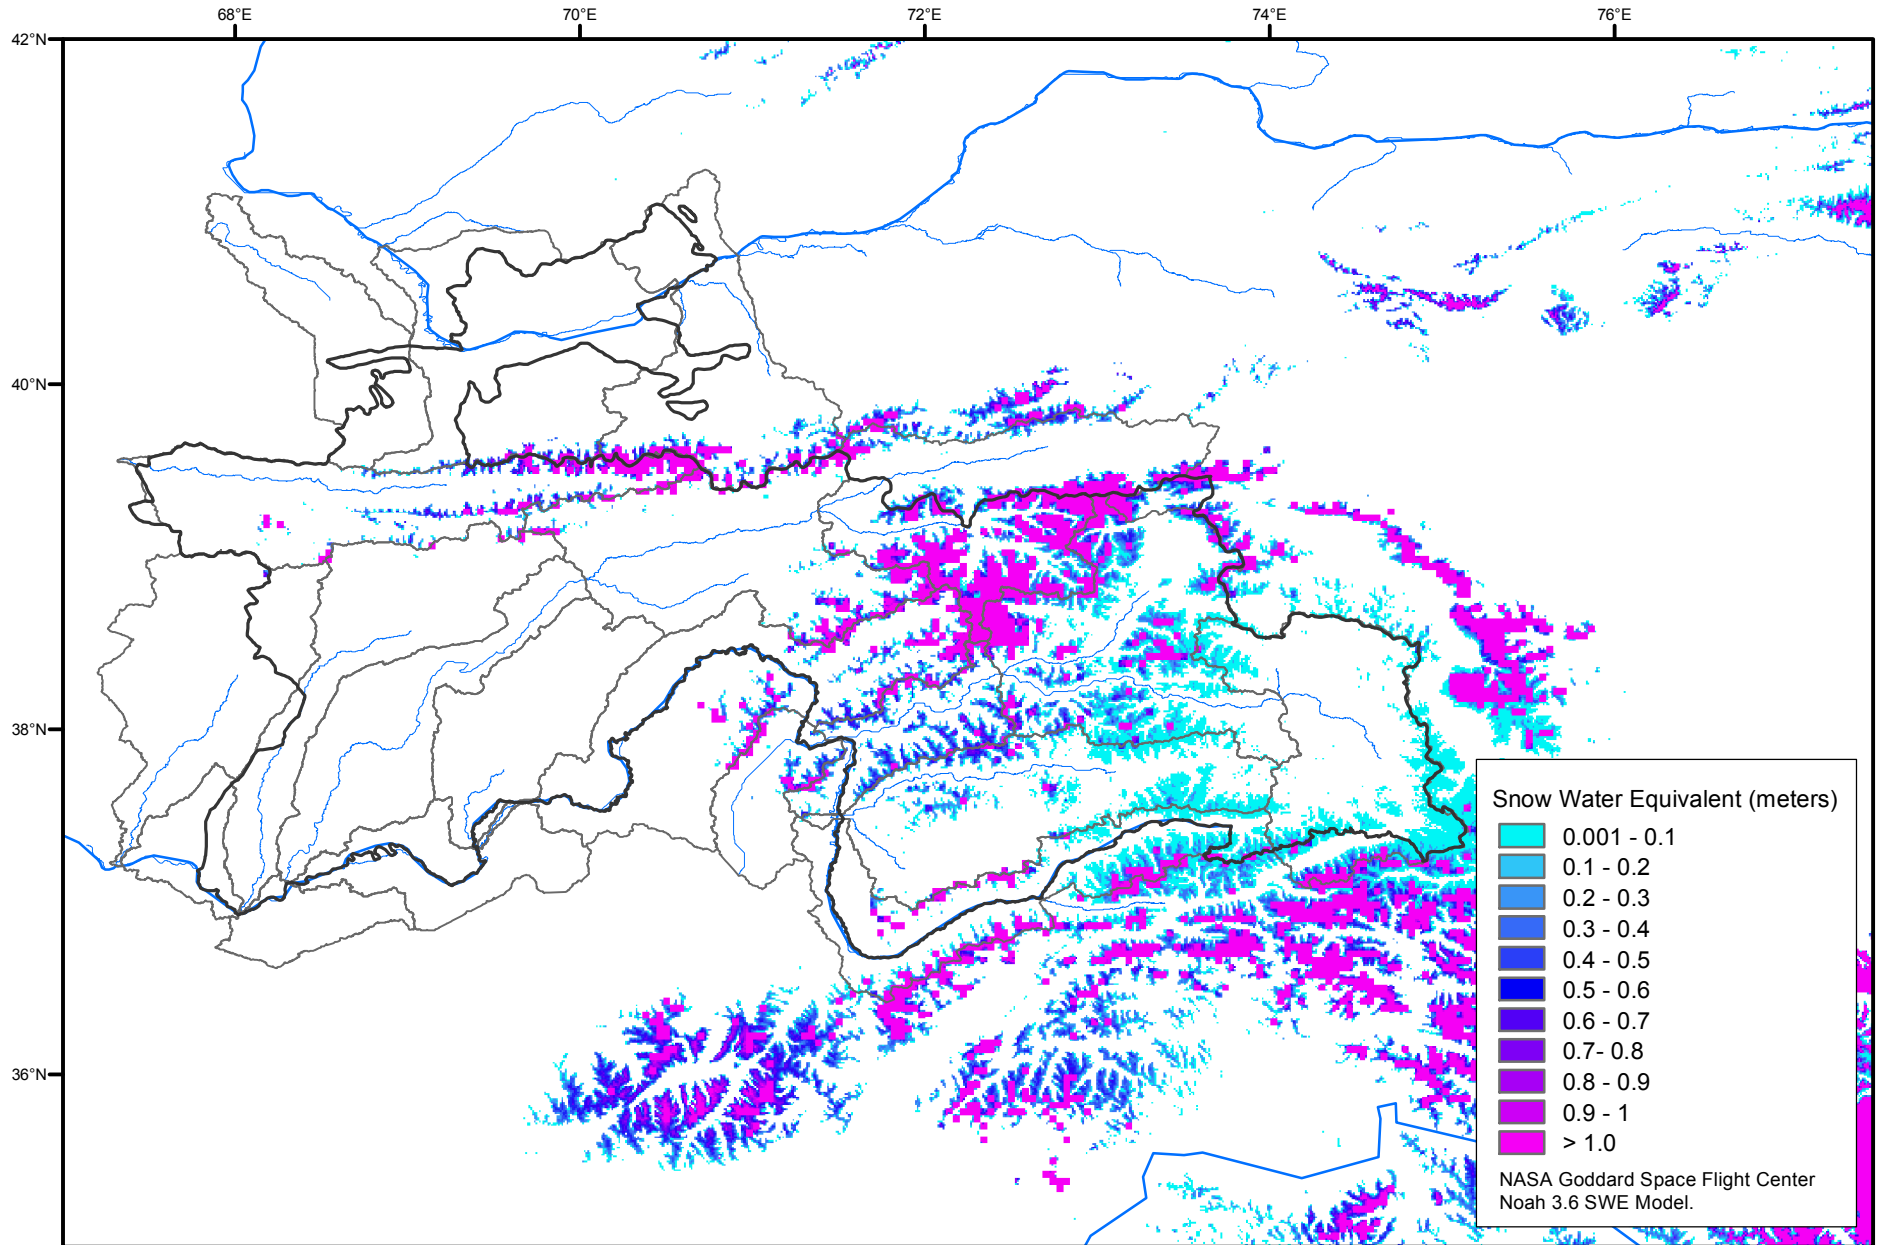 68°E
70°E
72°E
74°E
76°E
42°N
40°N
38°N
36°N
Snow Water Equivalent (meters)
0.001 - 0.1
0.1 - 0.2
0.2 - 0.3
0.3 - 0.4
0.4 - 0.5
0.5 - 0.6
0.6 - 0.7
0.7- 0.8
0.8 - 0.9
0.9 - 1
> 1.0
NASA Goddard Space Flight Center
Noah 3.6 SWE Model.